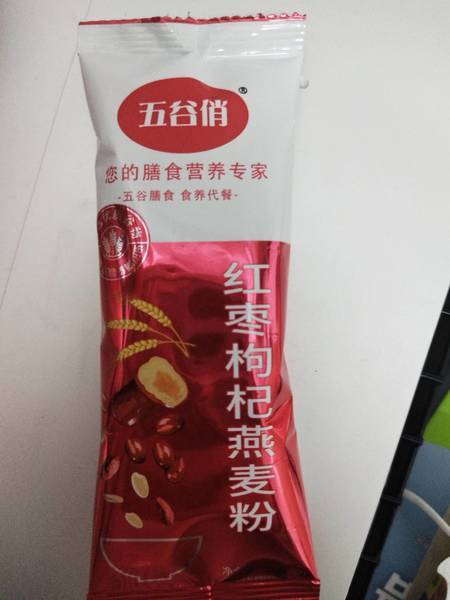 五谷俏®
您的膳食营养专家
-五谷膳食 食养代餐-
红枣枸杞燕麦粉
净